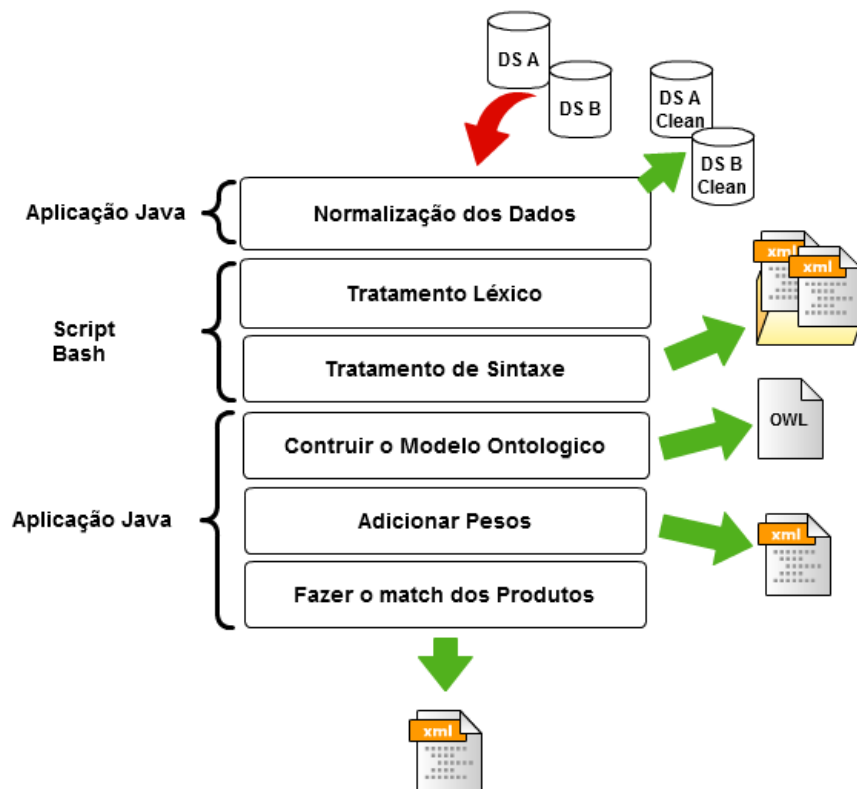 DS A
DS B
DS A
Clean
DS B
Clean
Aplicação Java
Normalização dos Dados
xml
xml
Tratamento Léxico
Script
Bash
Tratamento de Sintaxe
Contruir o Modelo Ontologico
OWL
Aplicação Java
Adicionar Pesos
xml
Fazer o match dos Produtos
xml